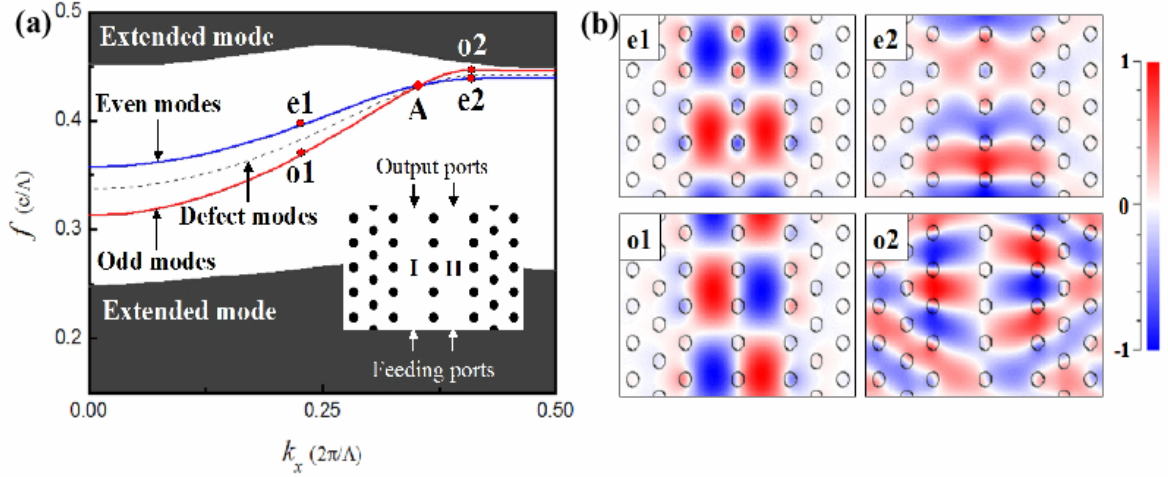 (a)
0.5
0.4
0.3
0.2
f (c/Λ)
Extended mode
Even modes
e1
o1
A
o2
e2
Defect modes
Odd modes
Output ports
I II
Feeding ports
Extended mode
0.00 0.25 0.50
kx (2π/Λ)
(b)
e1
e2
o1
o2
1
0
-1